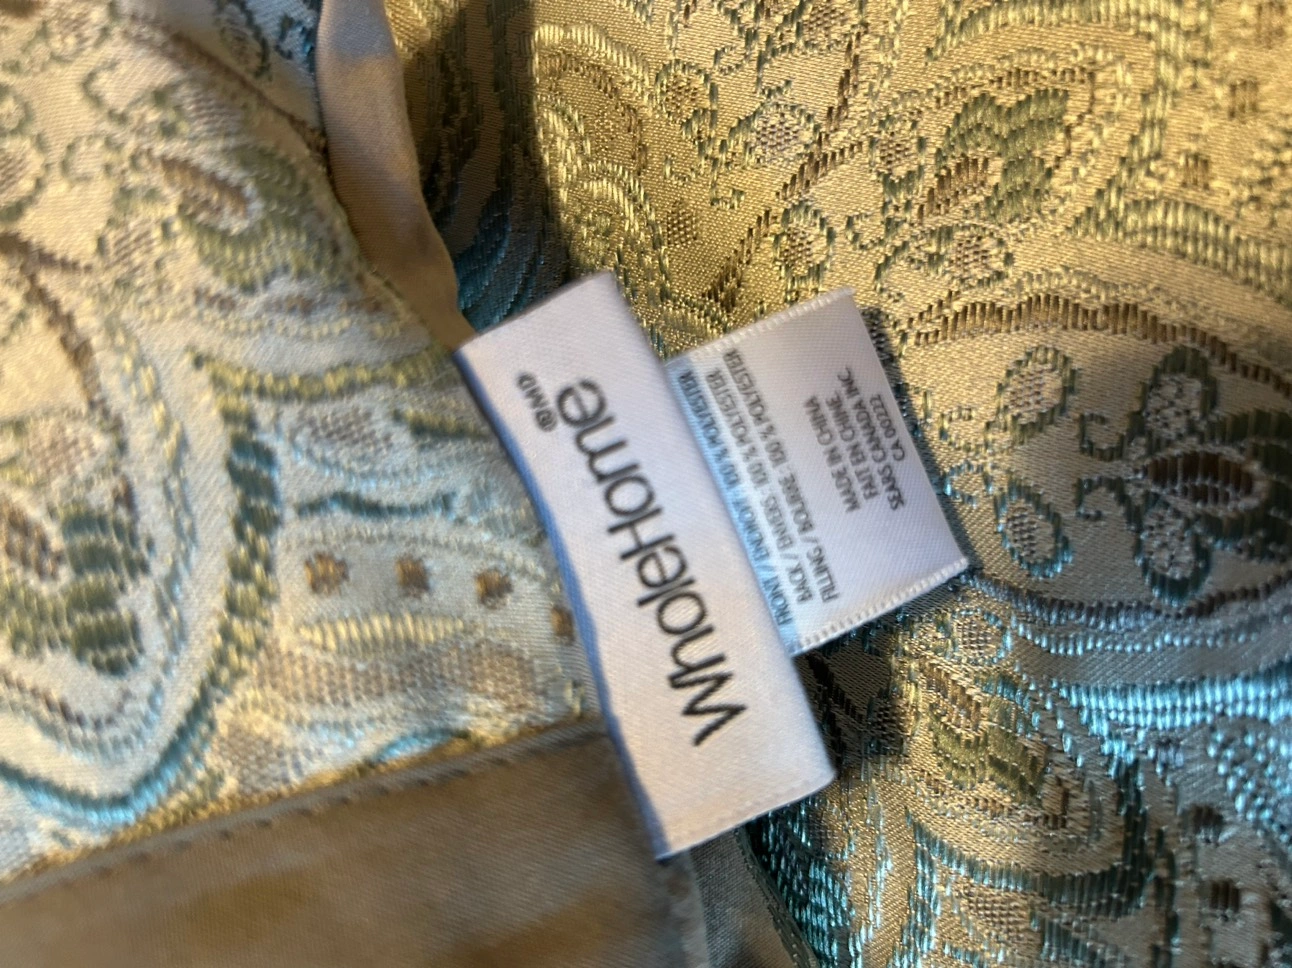 WholeHome
®MD
FRONT / ENDROIT: 100 % POLYESTER
BACK / ENVERS: 100 % POLYESTER
FILLING / BOURRE: 100 % POLYESTER
MADE IN CHINA
FAIT EN CHINE.
SEARS CANADA INC.
CA 00722